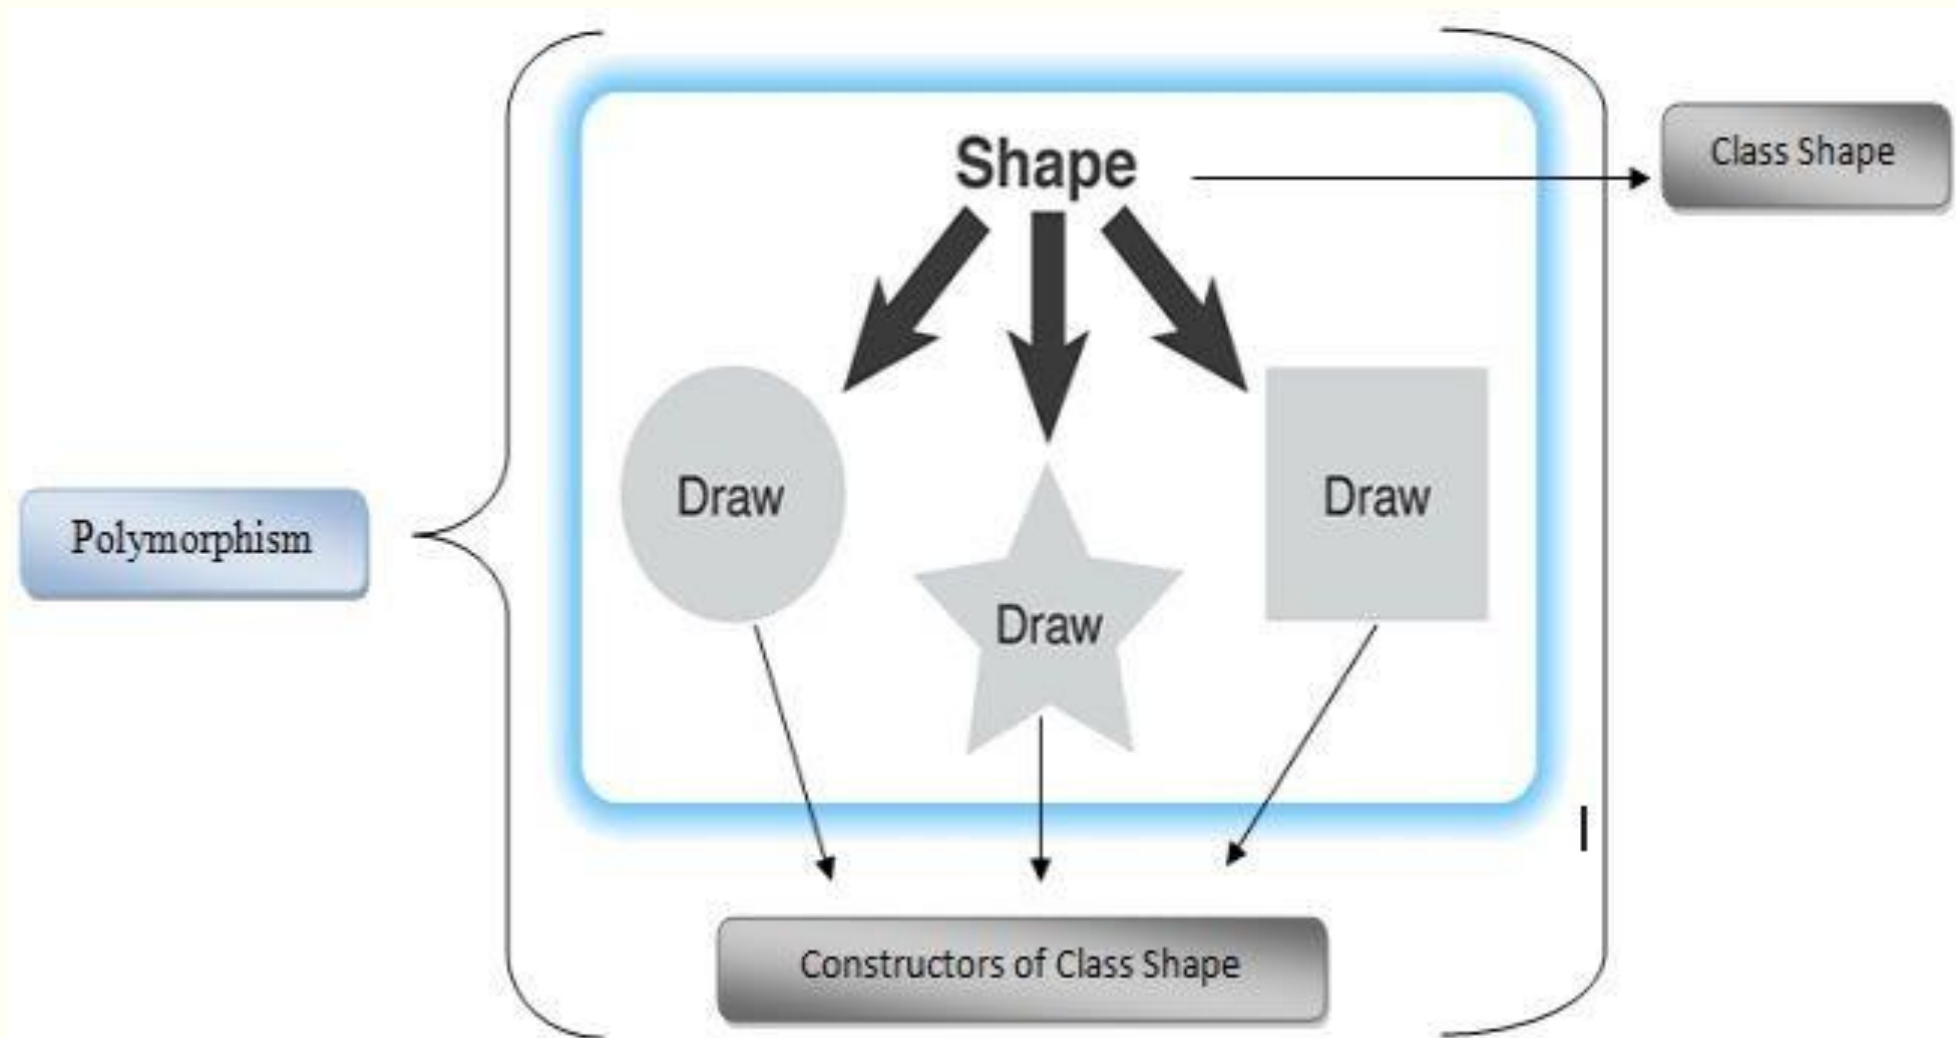 Shape
Class Shape
Draw
Draw
Polymorphism
Draw
Constructors of Class Shape